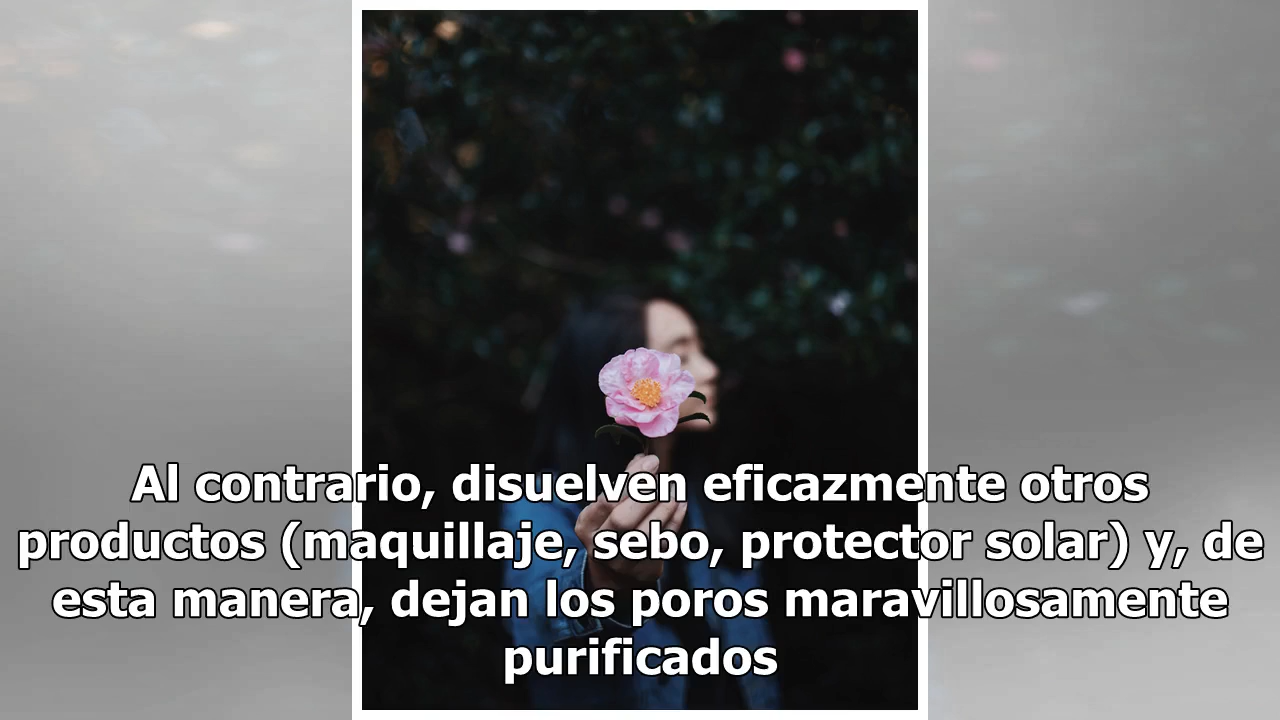 Al contrario, disuelven eficazmente otros
productos (maquillaje, sebo, protector solar) y, de
esta manera, dejan los poros maravillosamente
purificados